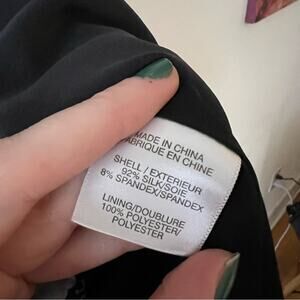 MADE IN CHINA
FABRIQUE EN CHINE
SHELL / EXTERIEUR
92% SILK/SOIE
8% SPANDEX/SPANDEX
LINING/DOUBLURE
100% POLYESTER/
POLYESTER